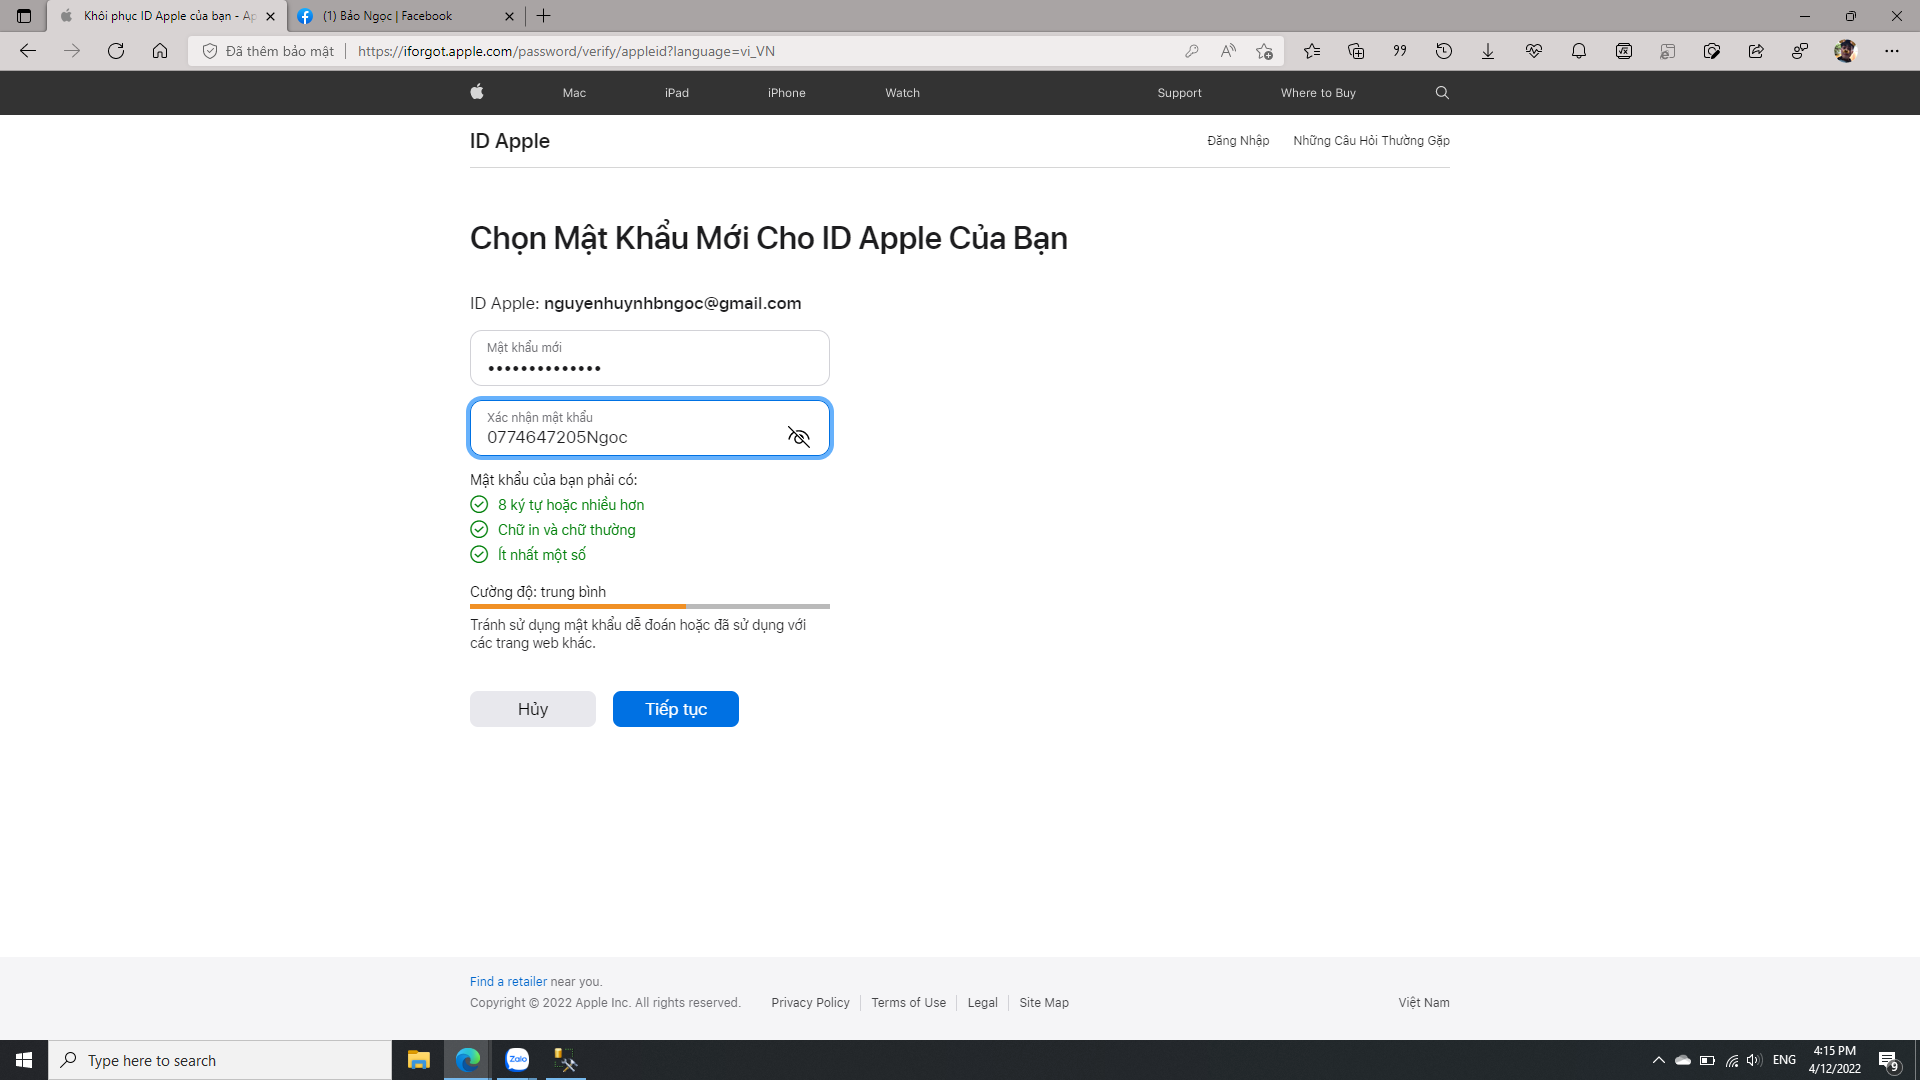 Khôi phục ID Apple của bạn - Ap
(1) Bảo Ngọc | Facebook
Đã thêm bảo mật
https://iforgot.apple.com/password/verify/appleid?language=vi_VN
Mac
iPad
iPhone
Watch
Support
Where to Buy
ID Apple
Đăng Nhập
Những Câu Hỏi Thường Gặp
Chọn Mật Khẩu Mới Cho ID Apple Của Bạn
ID Apple: nguyenhuynhbngoc@gmail.com
Mật khẩu mới
••••••••••••••
Xác nhận mật khẩu
0774647205Ngoc
Mật khẩu của bạn phải có:
8 ký tự hoặc nhiều hơn
Chữ in và chữ thường
Ít nhất một số
Cường độ: trung bình
Tránh sử dụng mật khẩu dễ đoán hoặc đã sử dụng với
các trang web khác.
Hủy
Tiếp tục
Find a retailer near you.
Copyright © 2022 Apple Inc. All rights reserved.
Privacy Policy
Terms of Use
Legal
Site Map
Việt Nam
Type here to search
Zalo
ENG
4:15 PM
4/12/2022
9